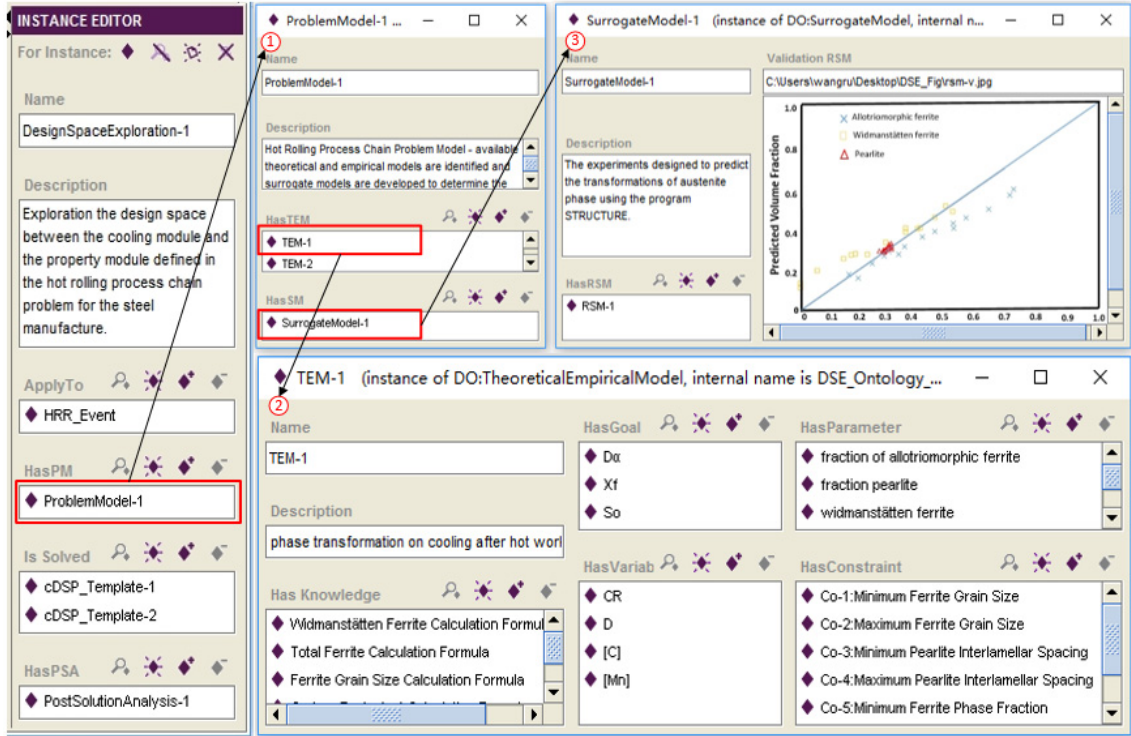 INSTANCE EDITOR
For Instance:
Name
DesignSpaceExploration-1
Description
Exploration the design space
between the cooling module and
the property module defined in
the hot rolling process chain
problem for the steel
manufacture.
ApplyTo
HRR_Event
HasPM
ProblemModel-1
Is Solved
cDSP_Template-1
cDSP_Template-2
HasPSA
PostSolutionAnalysis-1
ProblemModel-1 ...
1
Name
ProblemModel-1
Description
Hot Rolling Process Chain Problem Model - available
theoretical and empirical models are identified and
surrogate models are developed to determine the
HasTEM
TEM-1
TEM-2
HasSM
SurrogateModel-1
SurrogateModel-1 (instance of DO:SurrogateModel, internal n...
3
Name
SurrogateModel-1
Description
The experiments designed to predict
the transformations of austenite
phase using the program
STRUCTURE.
HasRSM
RSM-1
Validation RSM
C:\Users\wangru\Desktop\DSE_Fig\rsm-v.jpg
Allotriomorphic ferrite
Widmanstätten ferrite
Pearlite
Predicted Volume Fraction
1.0
0.8
0.6
0.4
0.2
0 0.1 0.2 0.3 0.4 0.5 0.6 0.7 0.8 0.9 1.0
TEM-1 (instance of DO:TheoreticalEmpiricalModel, internal name is DSE_Ontology_...
2
Name
TEM-1
Description
phase transformation on cooling after hot worl
Has Knowledge
Widmanstätten Ferrite Calculation Formul
Total Ferrite Calculation Formula
Ferrite Grain Size Calculation Formula
HasGoal
Dα
Xf
So
HasVariab
CR
D
[C]
[Mn]
HasParameter
fraction of allotriomorphic ferrite
fraction pearlite
widmanstätten ferrite
HasConstraint
Co-1:Minimum Ferrite Grain Size
Co-2:Maximum Ferrite Grain Size
Co-3:Minimum Pearlite Interlamellar Spacing
Co-4:Maximum Pearlite Interlamellar Spacing
Co-5:Minimum Ferrite Phase Fraction